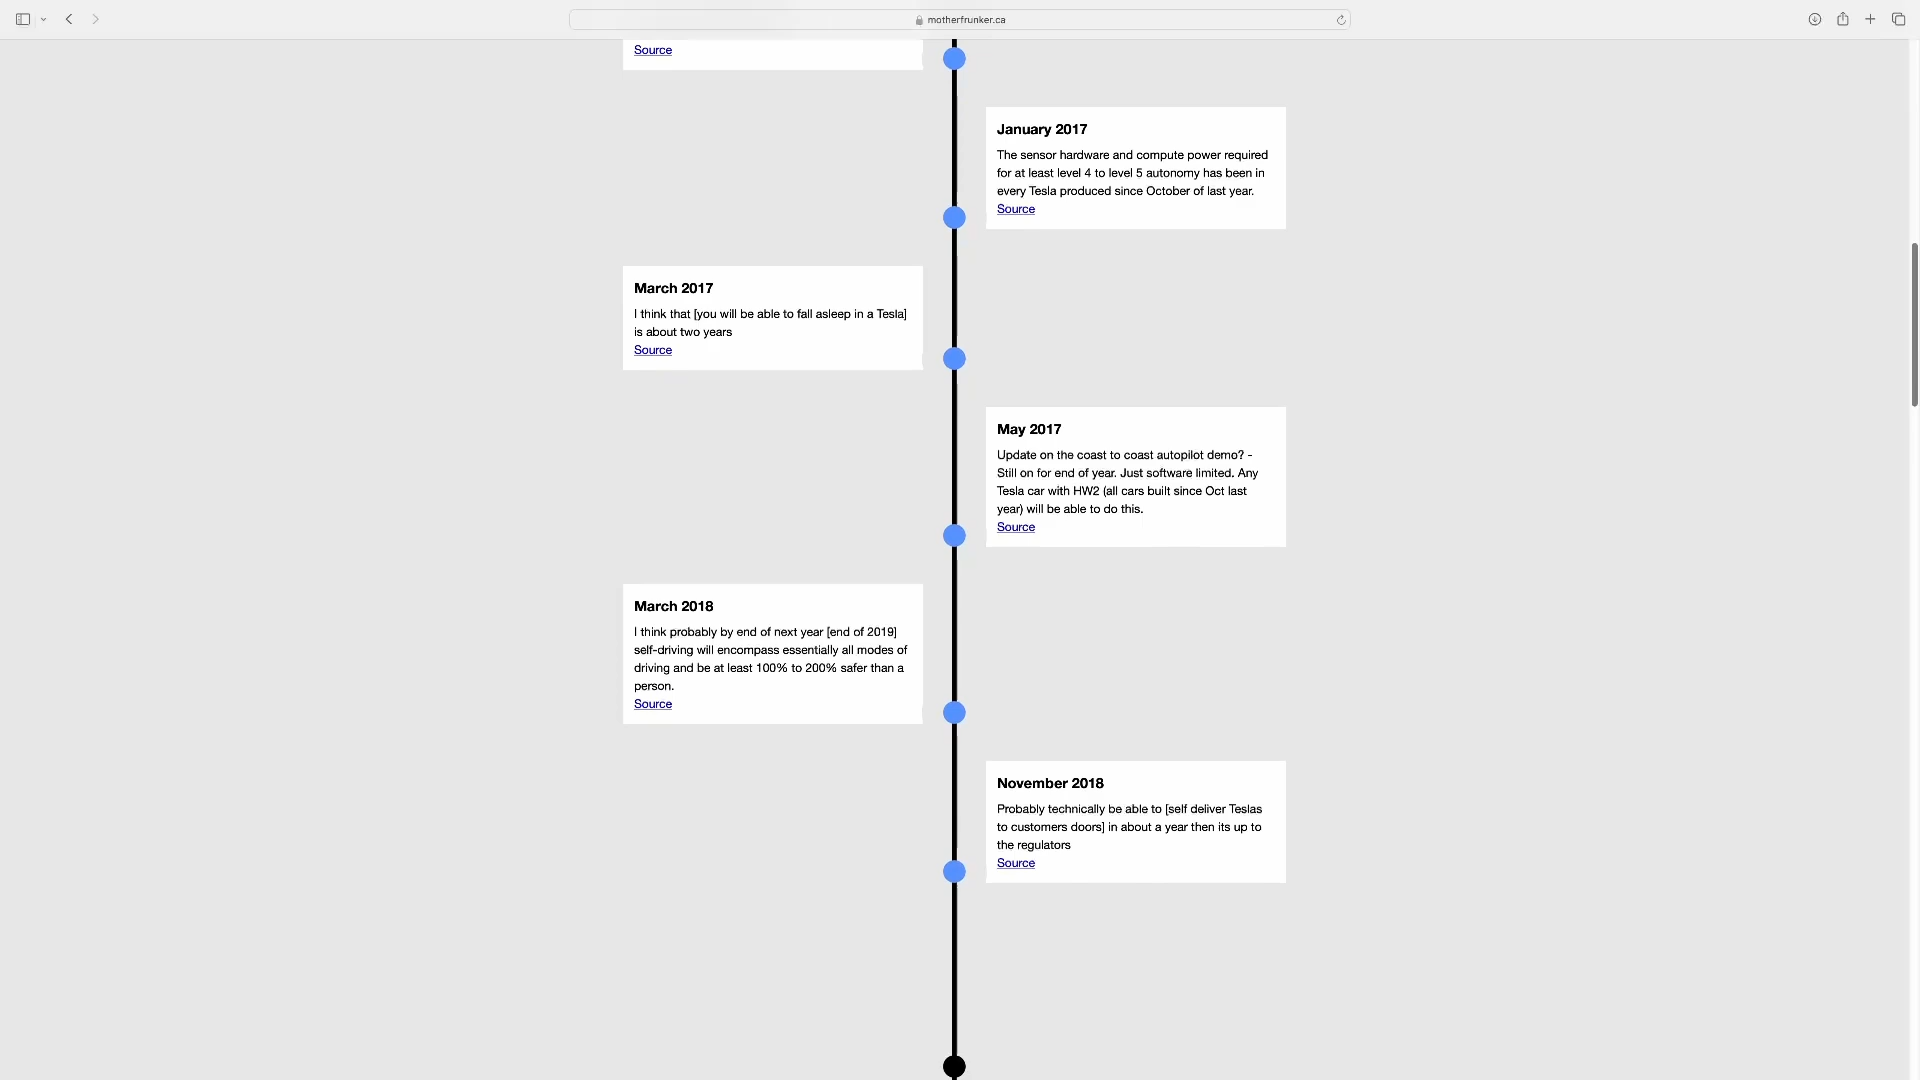 motherfrunker.ca
Source
January 2017
The sensor hardware and compute power required
for at least level 4 to level 5 autonomy has been in
every Tesla produced since October of last year.
Source
March 2017
I think that [you will be able to fall asleep in a Tesla]
is about two years
Source
May 2017
Update on the coast to coast autopilot demo? -
Still on for end of year. Just software limited. Any
Tesla car with HW2 (all cars built since Oct last
year) will be able to do this.
Source
March 2018
I think probably by end of next year [end of 2019]
self-driving will encompass essentially all modes of
driving and be at least 100% to 200% safer than a
person.
Source
November 2018
Probably technically be able to [self deliver Teslas
to customers doors] in about a year then its up to
the regulators
Source